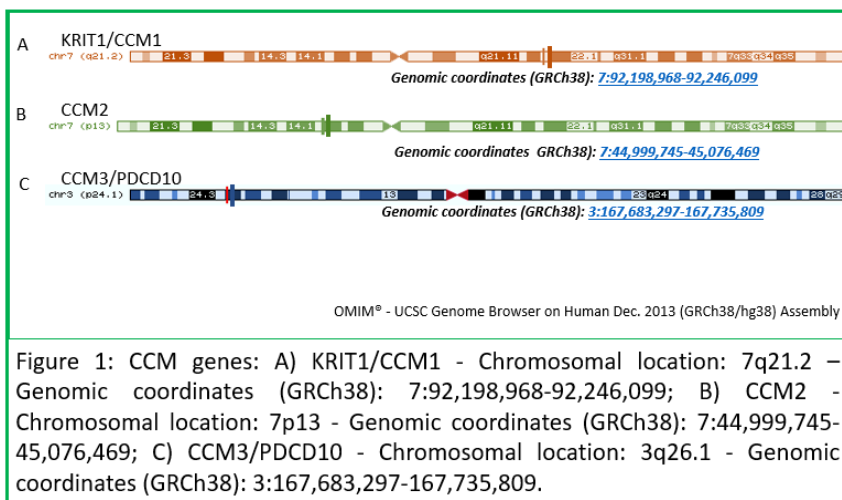 A KRIT1/CCM1
chr7 (q21.2) 21.3 14.3 14.1 q21.11 22.1 q31.1 7q33 q34 q35
Genomic coordinates (GRCh38): 7:92,198,968-92,246,099
B CCM2
chr7 (p13) 21.3 14.3 14.1 q21.11 22.1 q31.1 7q33 q34 q35
Genomic coordinates GRCh38): 7:44,999,745-45,076,469
C CCM3/PDCD10
chr3 (p24.1) 24.3 13 q24
Genomic coordinates (GRCh38): 3:167,683,297-167,735,809
OMIM® - UCSC Genome Browser on Human Dec. 2013 (GRCh38/hg38) Assembly
Figure 1: CCM genes: A) KRIT1/CCM1 - Chromosomal location: 7q21.2 –
Genomic coordinates (GRCh38): 7:92,198,968-92,246,099; B) CCM2 -
Chromosomal location: 7p13 - Genomic coordinates (GRCh38): 7:44,999,745-
45,076,469; C) CCM3/PDCD10 - Chromosomal location: 3q26.1 - Genomic
coordinates (GRCh38): 3:167,683,297-167,735,809.